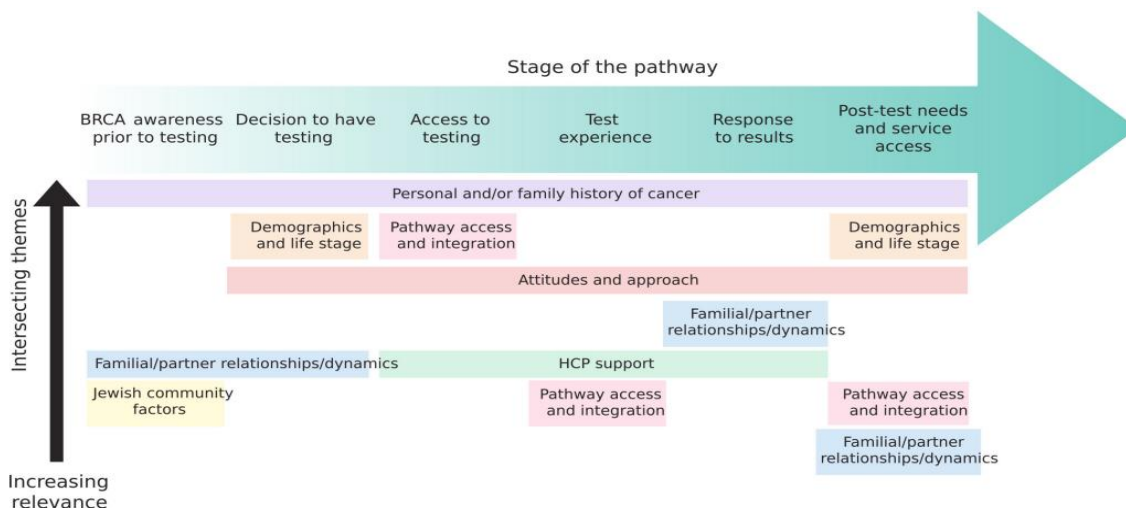 Stage of the pathway
BRCA awareness
prior to testing
Decision to have
testing
Access to
testing
Test
experience
Response
to results
Post-test needs
and service
access
Intersecting themes
Personal and/or family history of cancer
Demographics
and life stage
Pathway access
and integration
Demographics
and life stage
Attitudes and approach
Familial/partner
relationships/dynamics
Familial/partner relationships/dynamics
HCP support
Jewish community
factors
Pathway access
and integration
Pathway access
and integration
Familial/partner
relationships/dynamics
Increasing
relevance